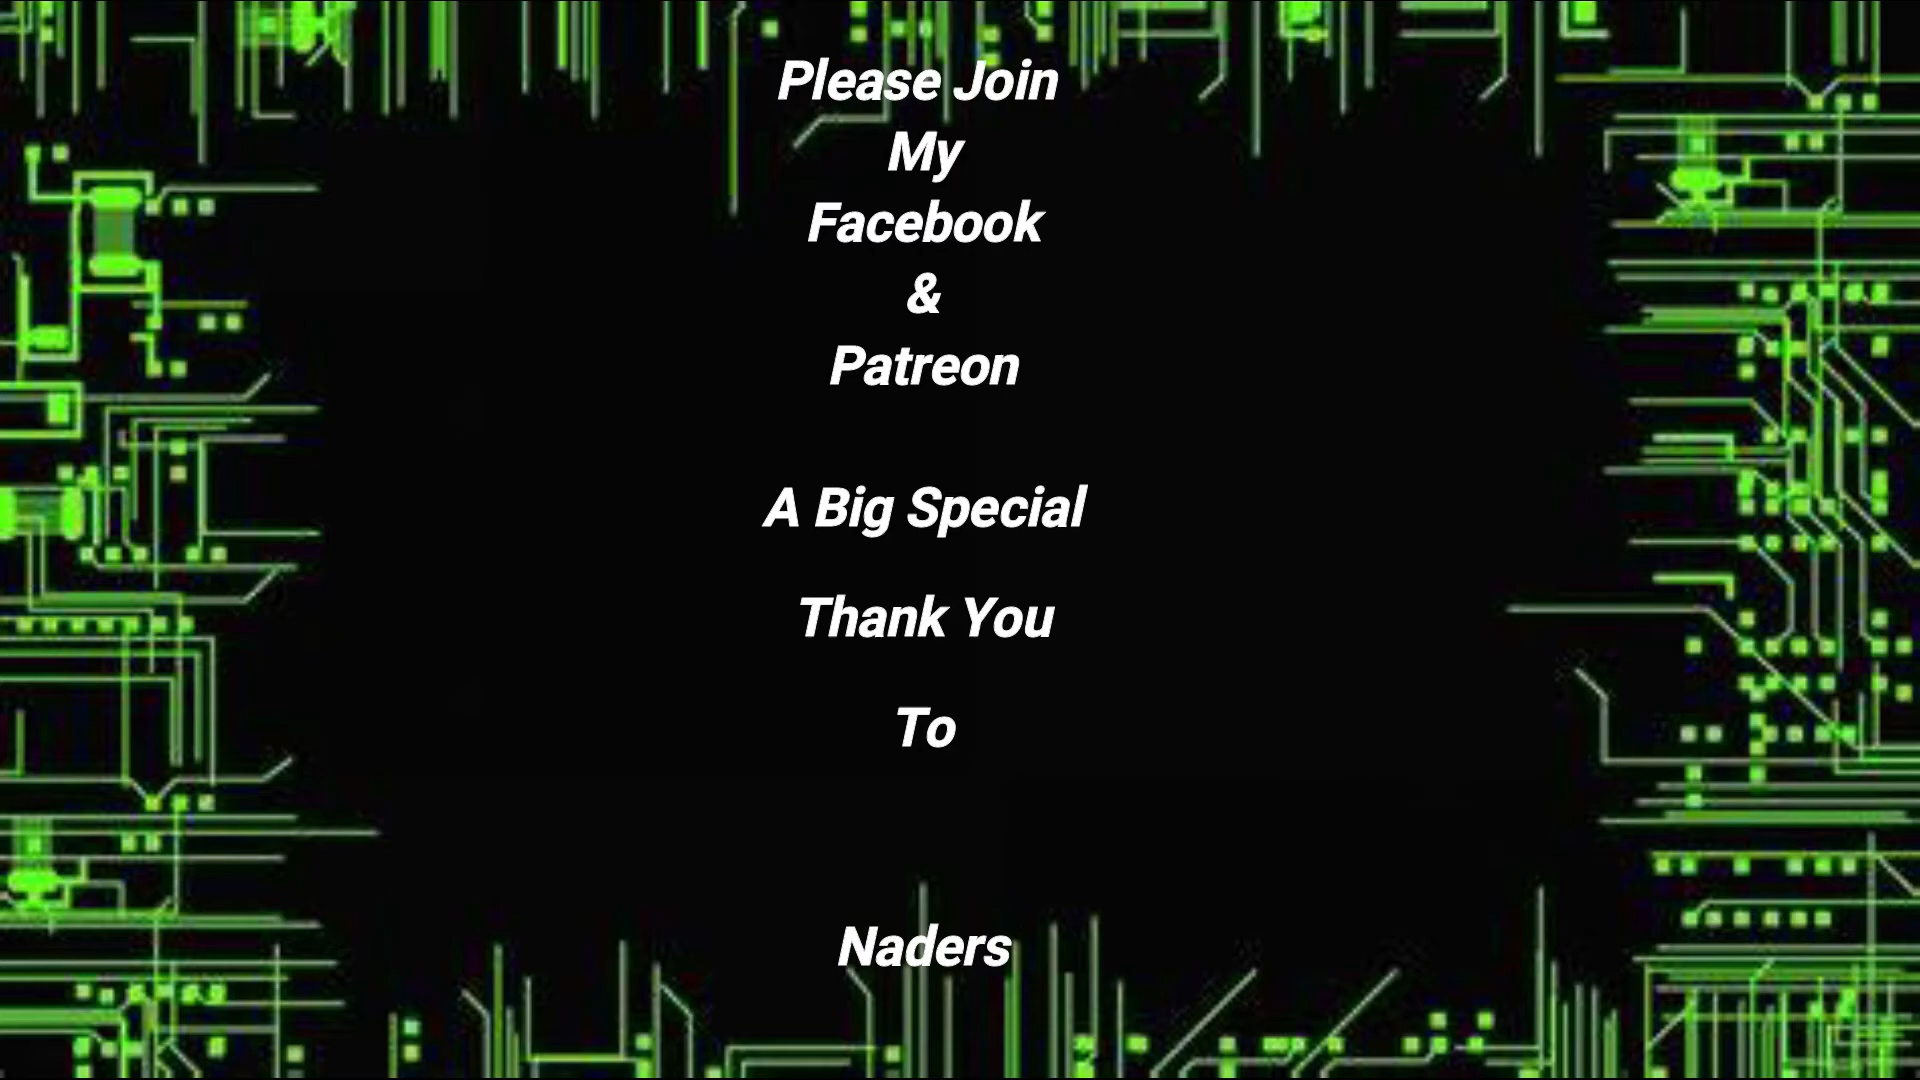 Please Join
My
Facebook
&
Patreon
A Big Special
Thank You
To
Naders